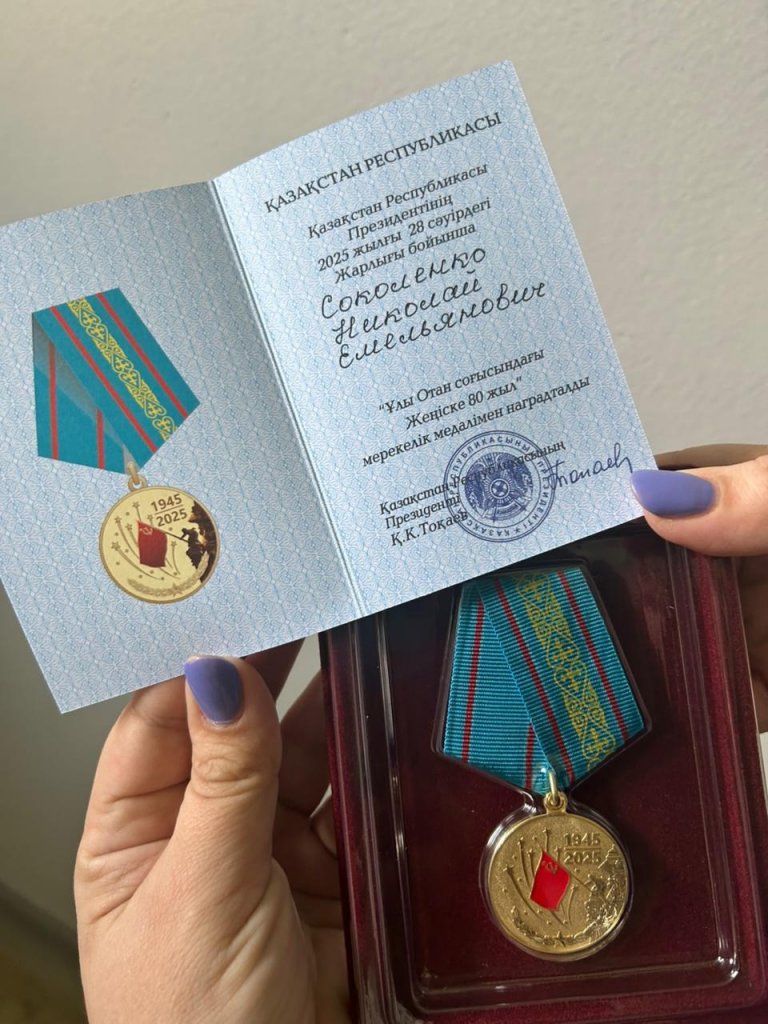 1945
2025
ҚАЗАҚСТАН РЕСПУБЛИКАСЫ
Қазақстан Республикасы
Президентінің
2025 жылғы 28 сәуірдегі
Жарлығы бойынша
Соколенко
Николай
Емельянович
"Ұлы Отан соғысындағы
Жеңіске 80 жыл"
мерекелік медалімен наградталды
Қазақстан Республикасының
Президенті
Қ.К.Тоқаев
1945
2025